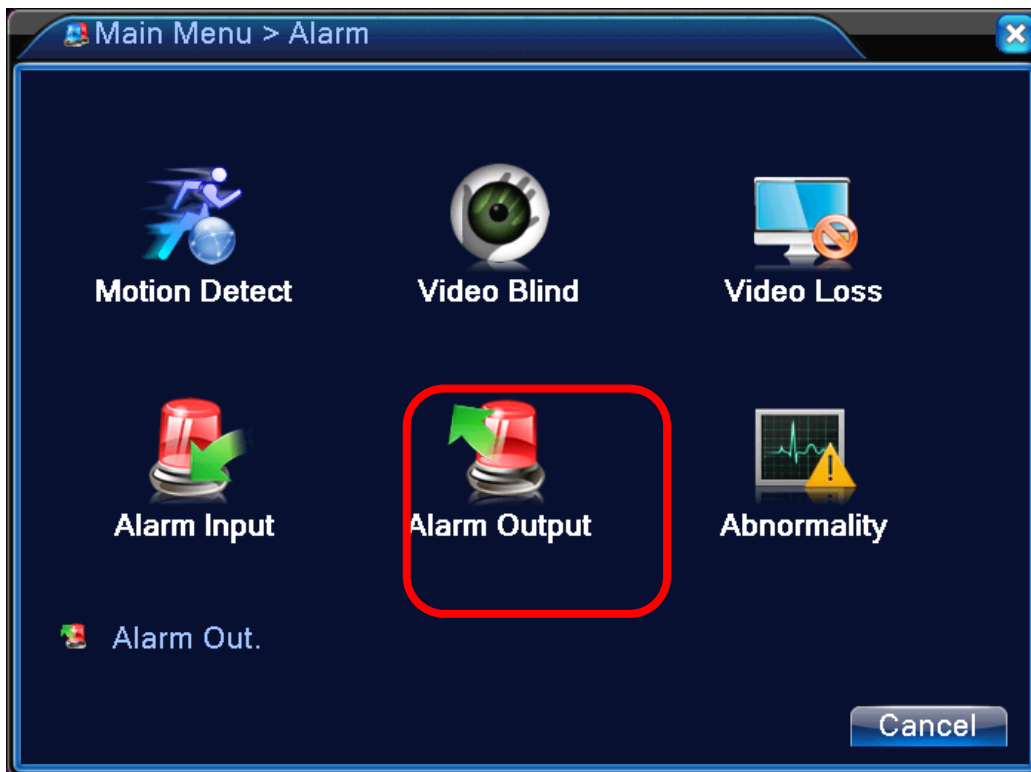 Main Menu > Alarm
Motion Detect
Video Blind
Video Loss
Alarm Input
Alarm Output
Abnormality
Alarm Out.
Cancel